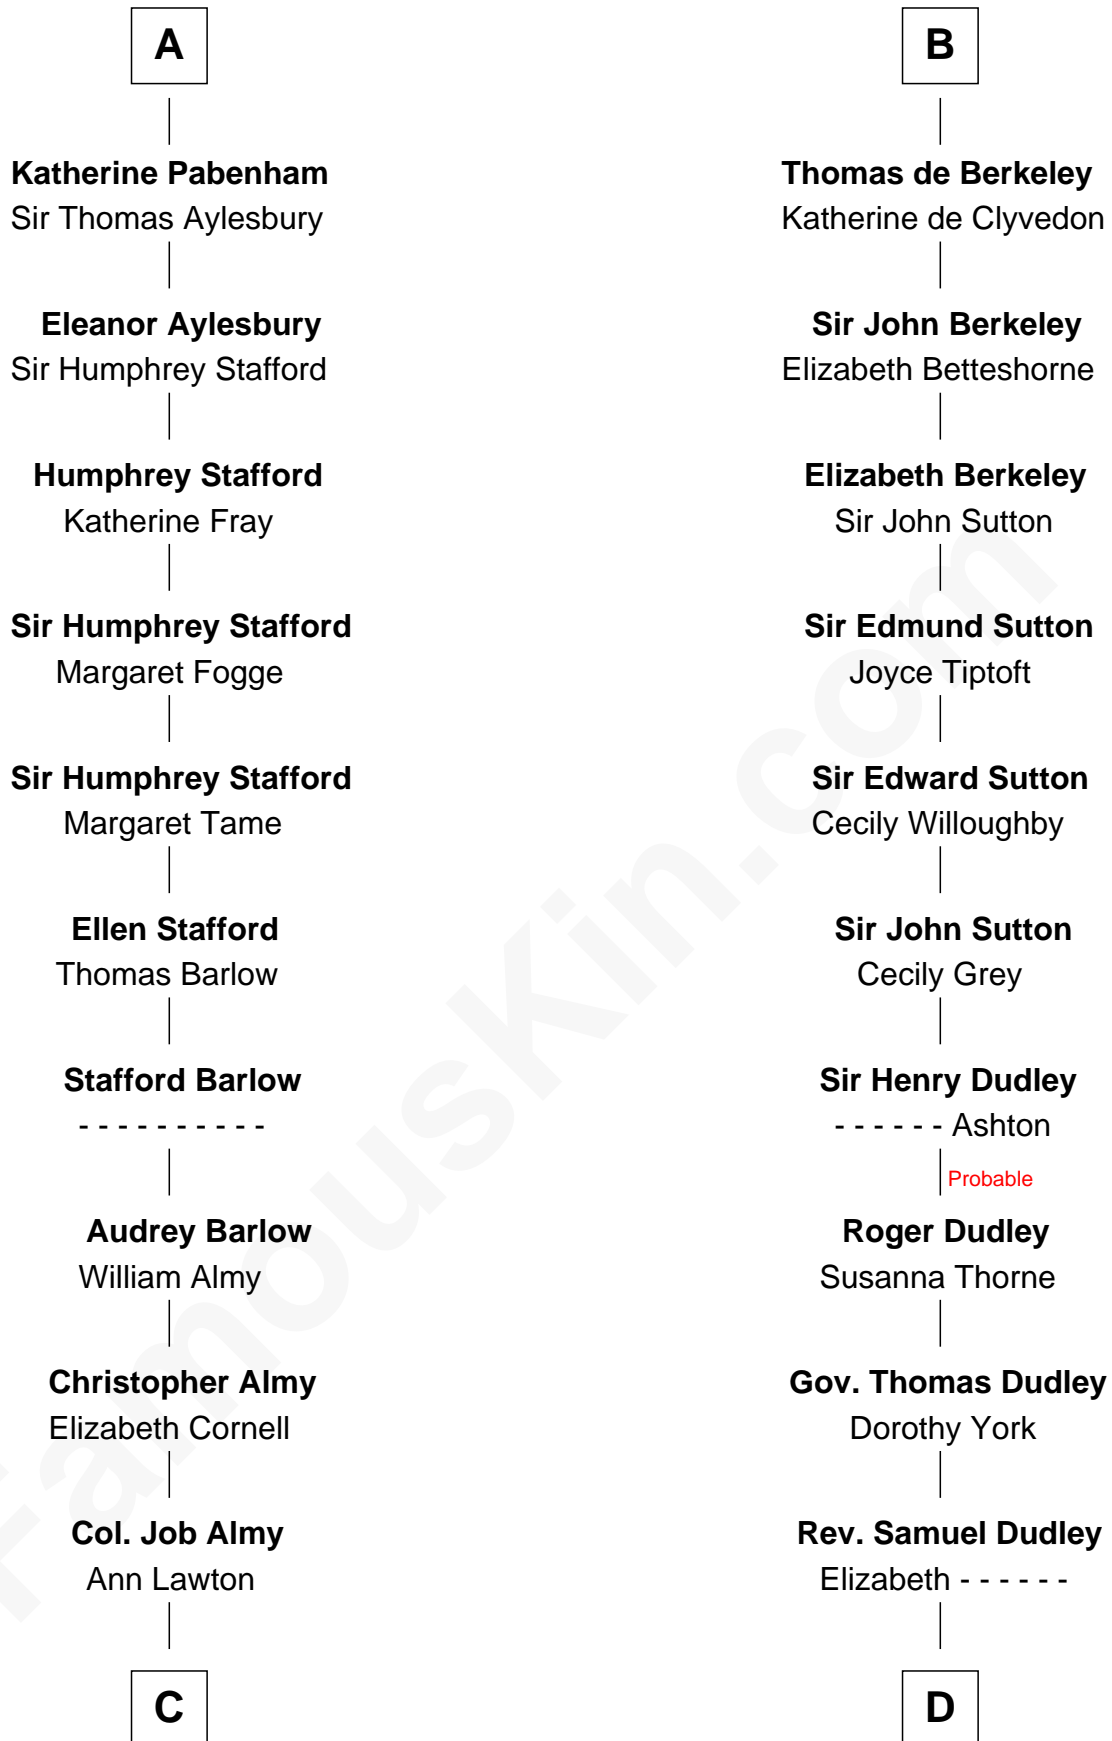 A
Katherine Pabenham
Sir Thomas Aylesbury
Eleanor Aylesbury
Sir Humphrey Stafford
Humphrey Stafford
Katherine Fray
Sir Humphrey Stafford
Margaret Fogge
Sir Humphrey Stafford
Margaret Tame
Ellen Stafford
Thomas Barlow
Stafford Barlow
- - - - - - - - - -
Audrey Barlow
William Almy
Christopher Almy
Elizabeth Cornell
Col. Job Almy
Ann Lawton
C
B
Thomas de Berkeley
Katherine de Clyvedon
Sir John Berkeley
Elizabeth Betteshorne
Elizabeth Berkeley
Sir John Sutton
Sir Edmund Sutton
Joyce Tiptoft
Sir Edward Sutton
Cecily Willoughby
Sir John Sutton
Cecily Grey
Sir Henry Dudley
- - - - - - Ashton
Probable
Roger Dudley
Susanna Thorne
Gov. Thomas Dudley
Dorothy York
Rev. Samuel Dudley
Elizabeth - - - - - -
D
FamousKin.com